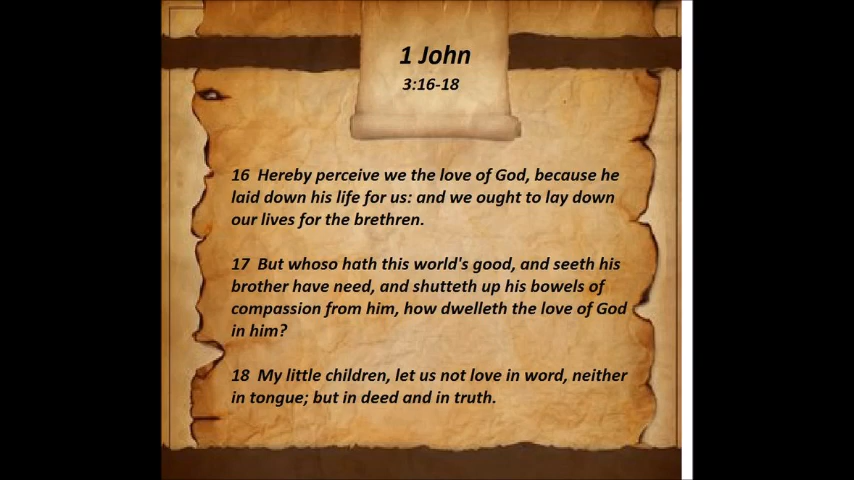 1 John
3:16-18
16 Hereby perceive we the love of God, because he
laid down his life for us: and we ought to lay down
our lives for the brethren.
17 But whoso hath this world's good, and seeth his
brother have need, and shutteth up his bowels of
compassion from him, how dwelleth the love of God
in him?
18 My little children, let us not love in word, neither
in tongue; but in deed and in truth.